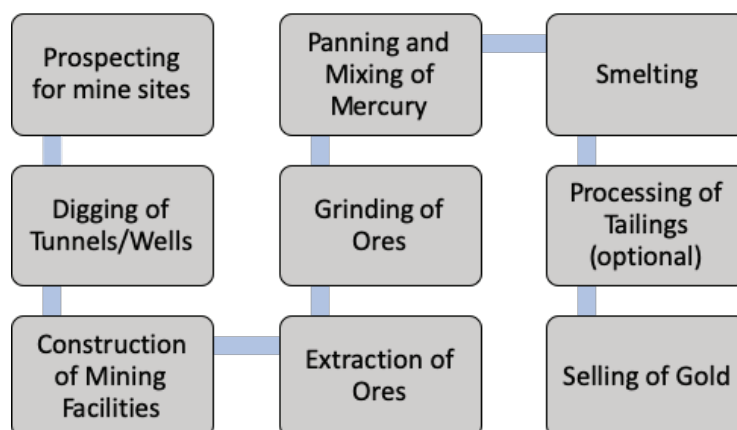 Prospecting
for mine sites
Digging of
Tunnels/Wells
Construction
of Mining
Facilities
Extraction of
Ores
Grinding of
Ores
Panning and
Mixing of
Mercury
Smelting
Processing of
Tailings
(optional)
Selling of Gold